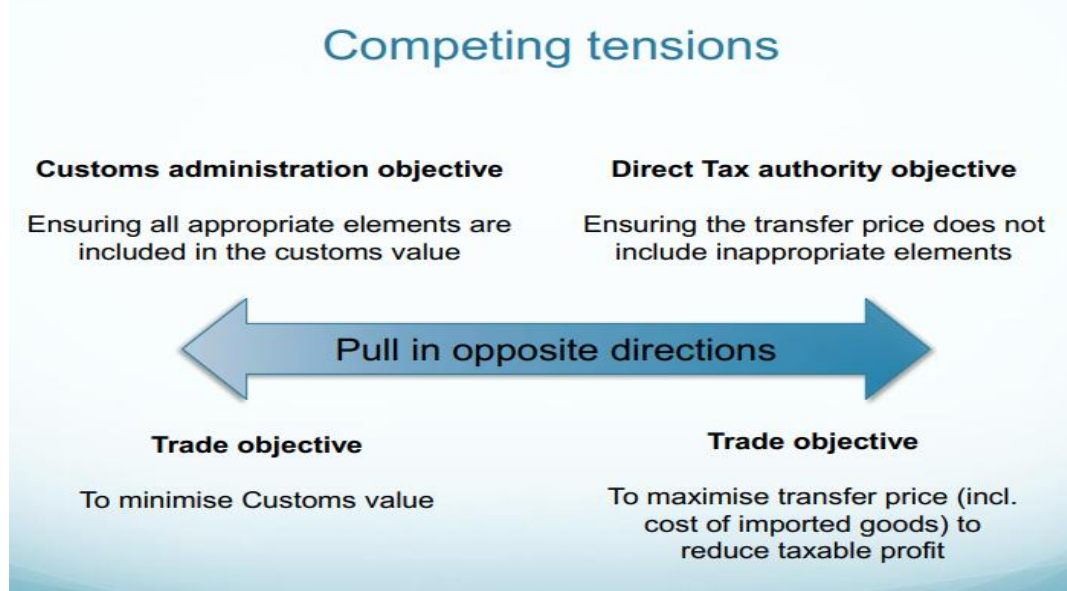 Competing tensions
Customs administration objective
Ensuring all appropriate elements are
included in the customs value
Direct Tax authority objective
Ensuring the transfer price does not
include inappropriate elements
Pull in opposite directions
Trade objective
To minimise Customs value
Trade objective
To maximise transfer price (incl.
cost of imported goods) to
reduce taxable profit